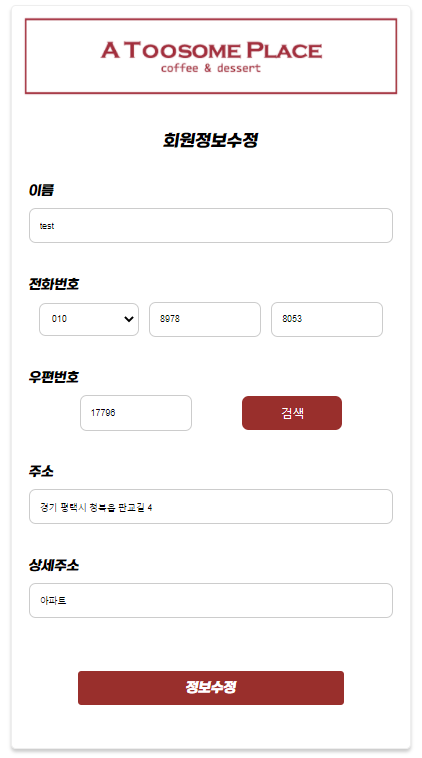 A TOOSOME PLACE
coffee & dessert
회원정보수정
이름
test
전화번호
010 8978 8053
우편번호
17796 검색
주소
경기 평택시 청북읍 판교길 4
상세주소
아파트
정보수정